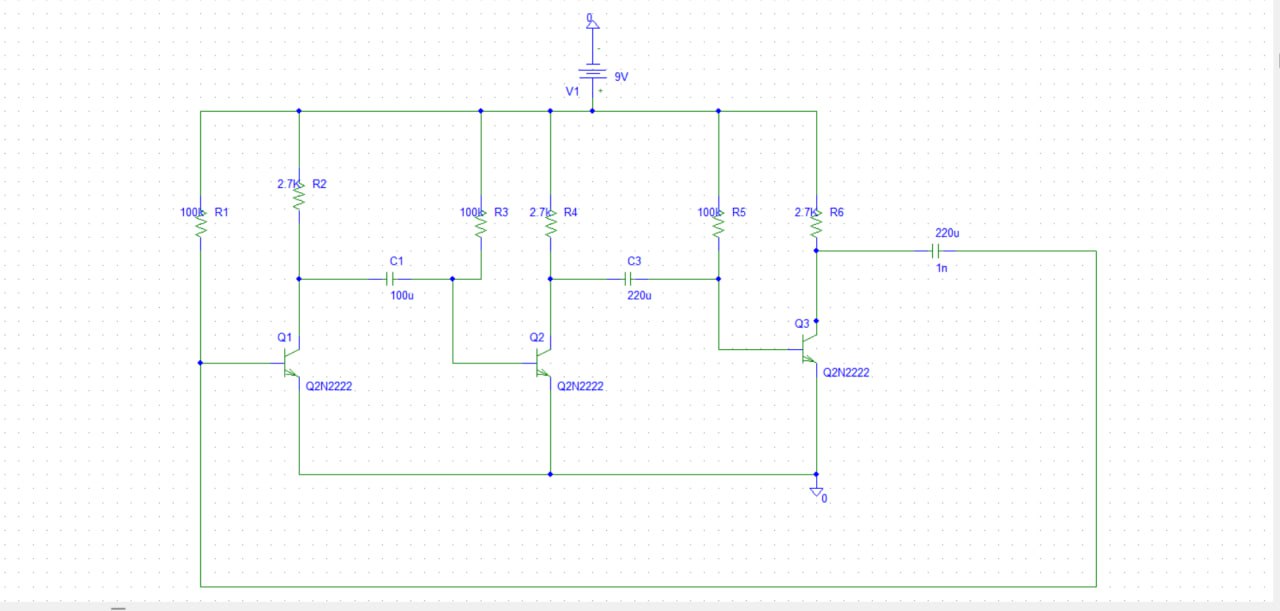 0
-
9V
V1
+
2.7K R2
100k R1
100k R3
2.7k R4
100k R5
2.7k R6
220u
1n
C1
100u
C3
220u
Q1
Q2N2222
Q2
Q2N2222
Q3
Q2N2222
0